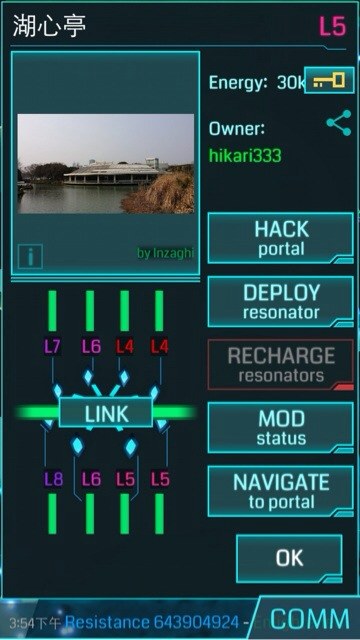 湖心亭
L5
Energy: 30k
Owner:
hikari333
i
by Inzaghi
HACK
portal
DEPLOY
resonator
RECHARGE
resonators
MOD
status
NAVIGATE
to portal
OK
L7 L6 L4 L4
LINK
L8 L6 L5 L5
3:54下午 Resistance 643904924 -
COMM